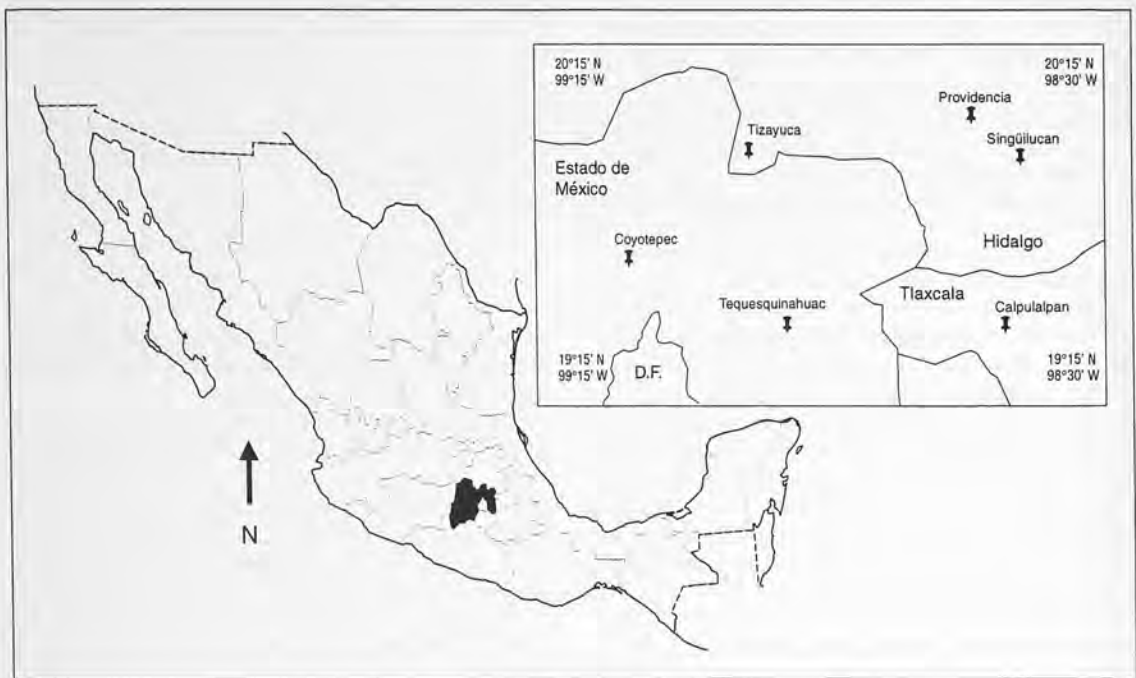 20°15' N
99°15' W
20°15' N
98°30' W
Providencia
Tizayuca
Singüilucan
Estado de
México
Coyotepec
Hidalgo
Tlaxcala
Tequesquinahuac
Calpulalpan
19°15' N
99°15' W
D.F.
19°15' N
98°30' W
N